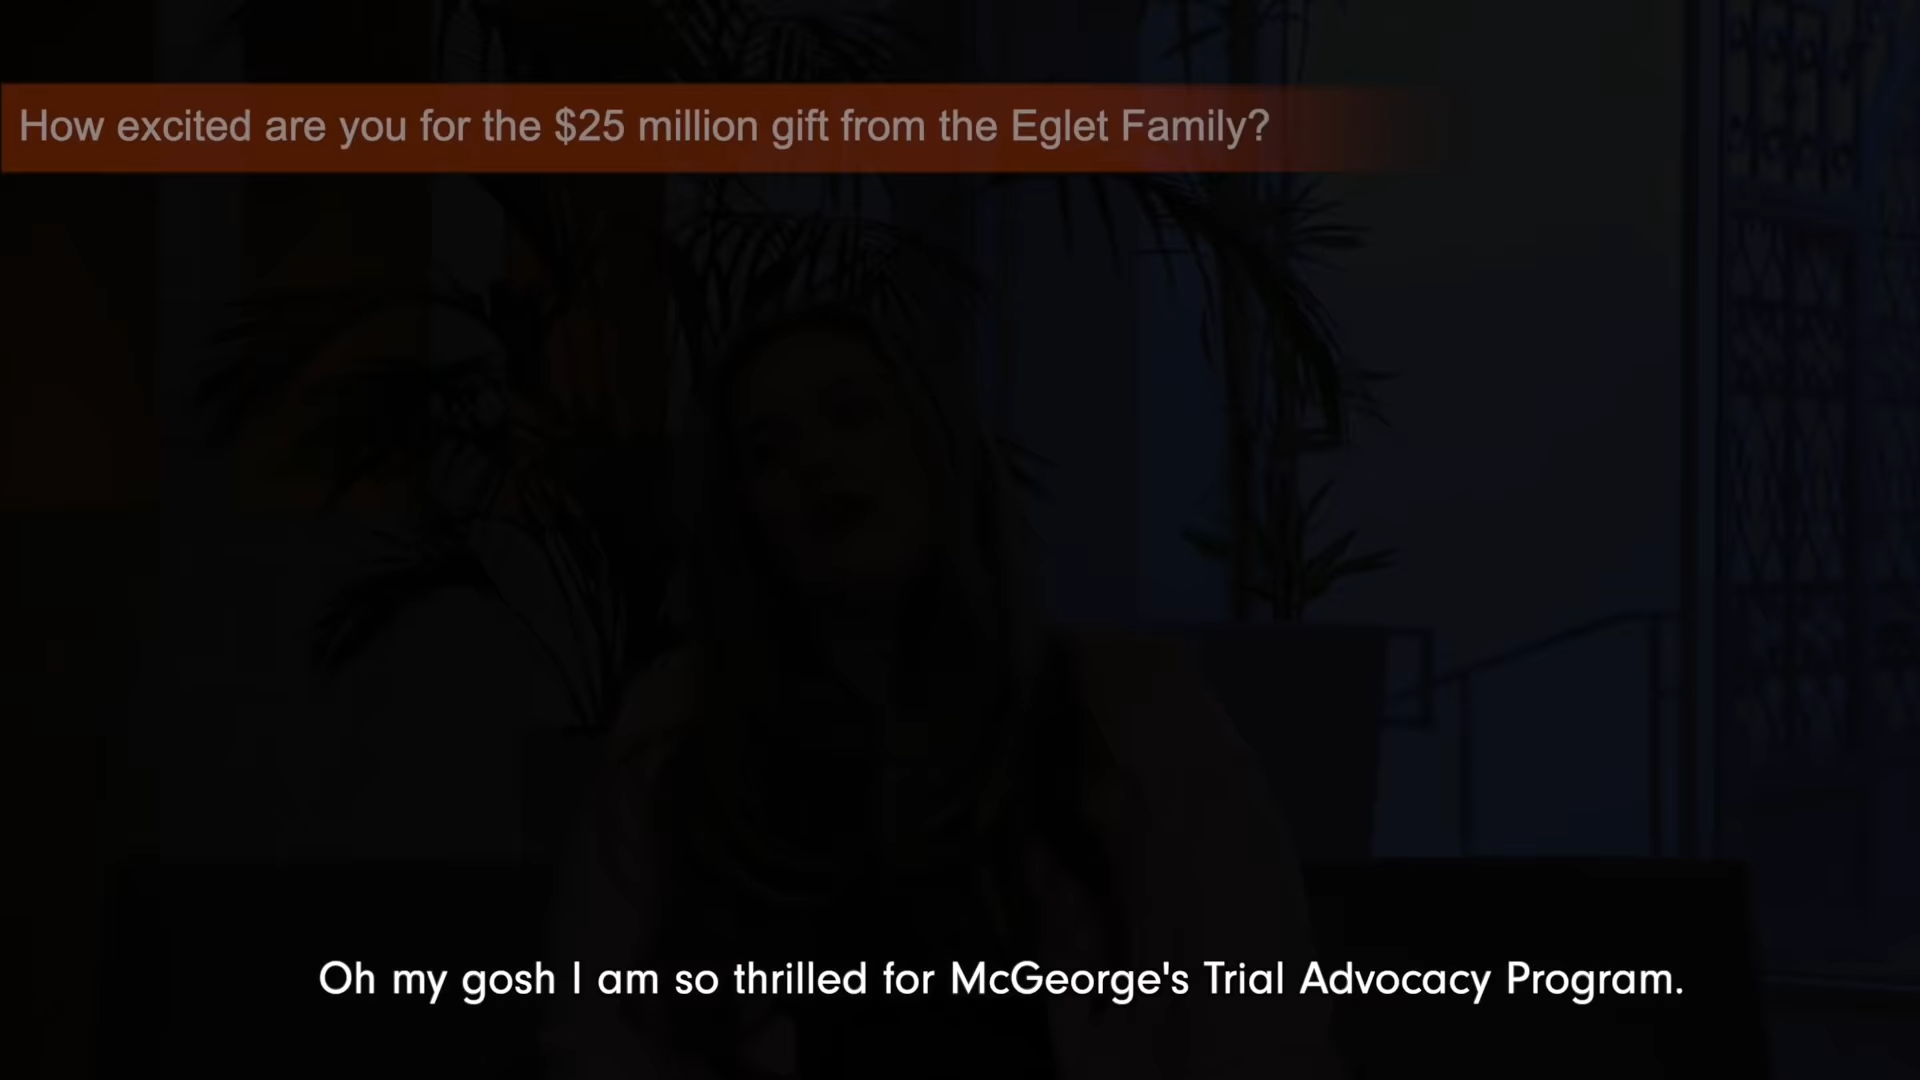 How excited are you for the $25 million gift from the Eglet Family?
Oh my gosh I am so thrilled for McGeorge's Trial Advocacy Program.